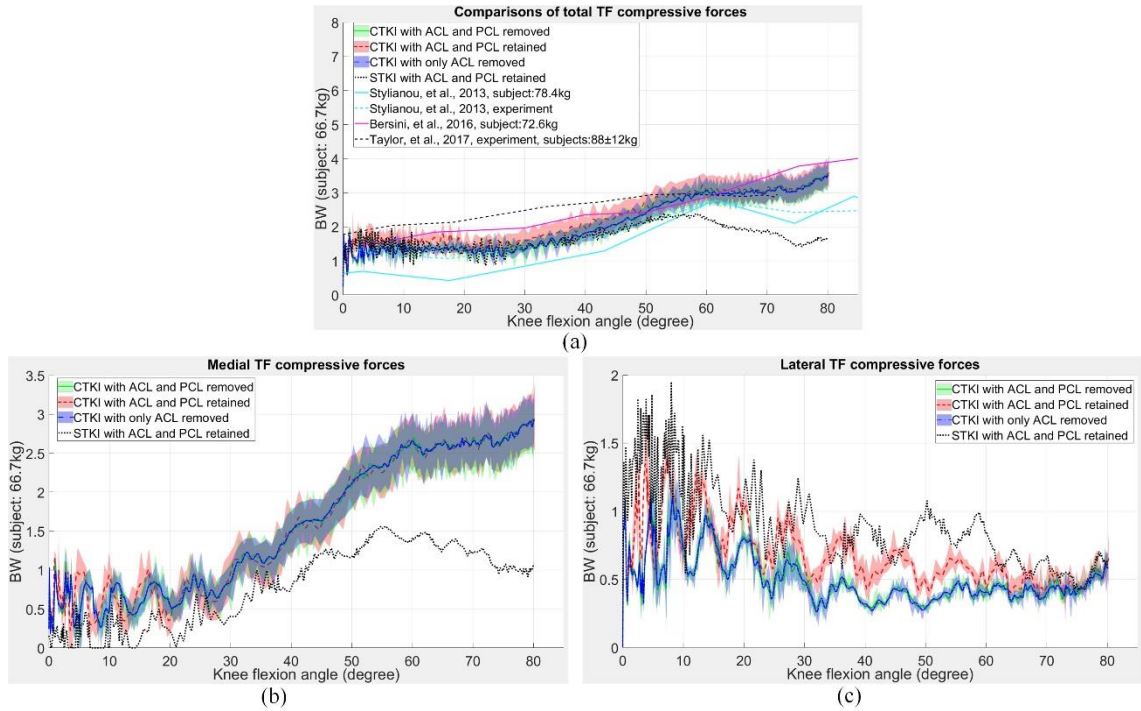 Comparisons of total TF compressive forces
8
7
6
5
4
3
2
1
0
BW (subject: 66.7kg)
CTKI with ACL and PCL removed
CTKI with ACL and PCL retained
CTKI with only ACL removed
STKI with ACL and PCL retained
Stylianou, et al., 2013, subject:78.4kg
Stylianou, et al., 2013, experiment
Bersini, et al., 2016, subject:72.6kg
Taylor, et al., 2017, experiment, subjects:88±12kg
0 10 20 30 40 50 60 70 80
Knee flexion angle (degree)
(a)
Medial TF compressive forces
3.5
3
2.5
2
1.5
1
0.5
0
BW (subject: 66.7kg)
CTKI with ACL and PCL removed
CTKI with ACL and PCL retained
CTKI with only ACL removed
STKI with ACL and PCL retained
0 10 20 30 40 50 60 70 80
Knee flexion angle (degree)
(b)
Lateral TF compressive forces
2
1.5
1
0.5
0
BW (subject: 66.7kg)
CTKI with ACL and PCL removed
CTKI with ACL and PCL retained
CTKI with only ACL removed
STKI with ACL and PCL retained
0 10 20 30 40 50 60 70 80
Knee flexion angle (degree)
(c)